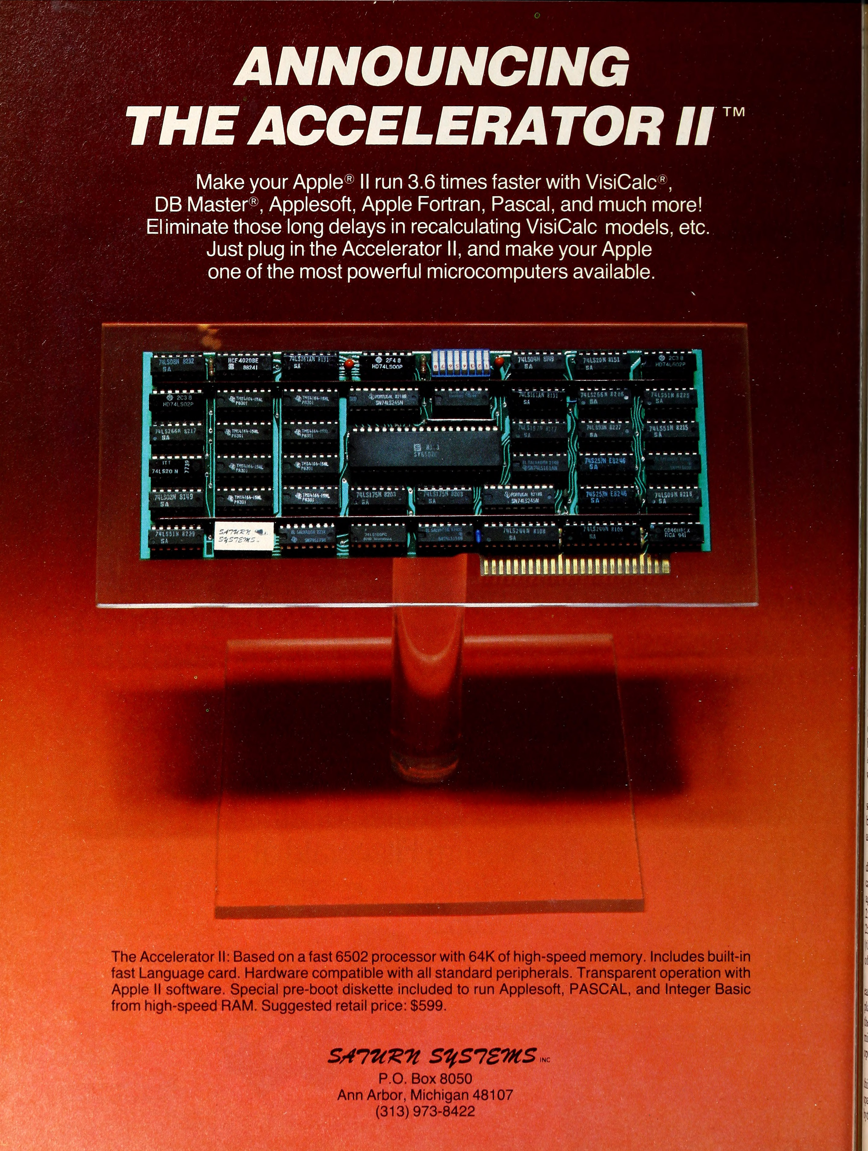 ANNOUNCING
THE ACCELERATOR II™
Make your Apple® II run 3.6 times faster with VisiCalc®,
DB Master®, Applesoft, Apple Fortran, Pascal, and much more!
Eliminate those long delays in recalculating VisiCalc models, etc.
Just plug in the Accelerator II, and make your Apple
one of the most powerful microcomputers available.
SATURN
SYSTEMS
The Accelerator II: Based on a fast 6502 processor with 64K of high-speed memory. Includes built-in
fast Language card. Hardware compatible with all standard peripherals. Transparent operation with
Apple II software. Special pre-boot diskette included to run Applesoft, PASCAL, and Integer Basic
from high-speed RAM. Suggested retail price: $599.
SATURN SYSTEMS INC
P.O. Box 8050
Ann Arbor, Michigan 48107
(313) 973-8422